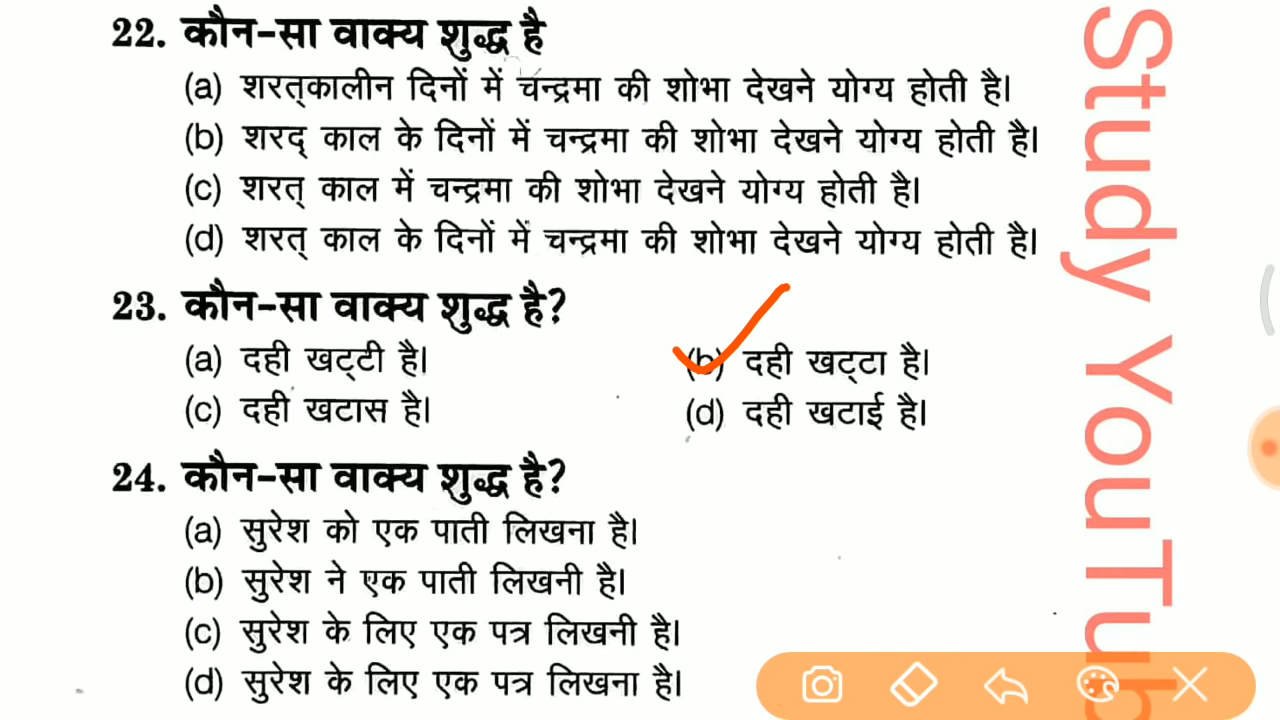 22. कौन-सा वाक्य शुद्ध है
(a) शरत्कालीन दिनों में चन्द्रमा की शोभा देखने योग्य होती है।
(b) शरद् काल के दिनों में चन्द्रमा की शोभा देखने योग्य होती है।
(c) शरत् काल में चन्द्रमा की शोभा देखने योग्य होती है।
(d) शरत् काल के दिनों में चन्द्रमा की शोभा देखने योग्य होती है।
23. कौन-सा वाक्य शुद्ध है?
(a) दही खट्टी है। (b) दही खट्टा है।
(c) दही खटास है। (d) दही खटाई है।
24. कौन-सा वाक्य शुद्ध है?
(a) सुरेश को एक पाती लिखना है।
(b) सुरेश ने एक पाती लिखनी है।
(c) सुरेश के लिए एक पत्र लिखनी है।
(d) सुरेश के लिए एक पत्र लिखना है।
Study YouTub